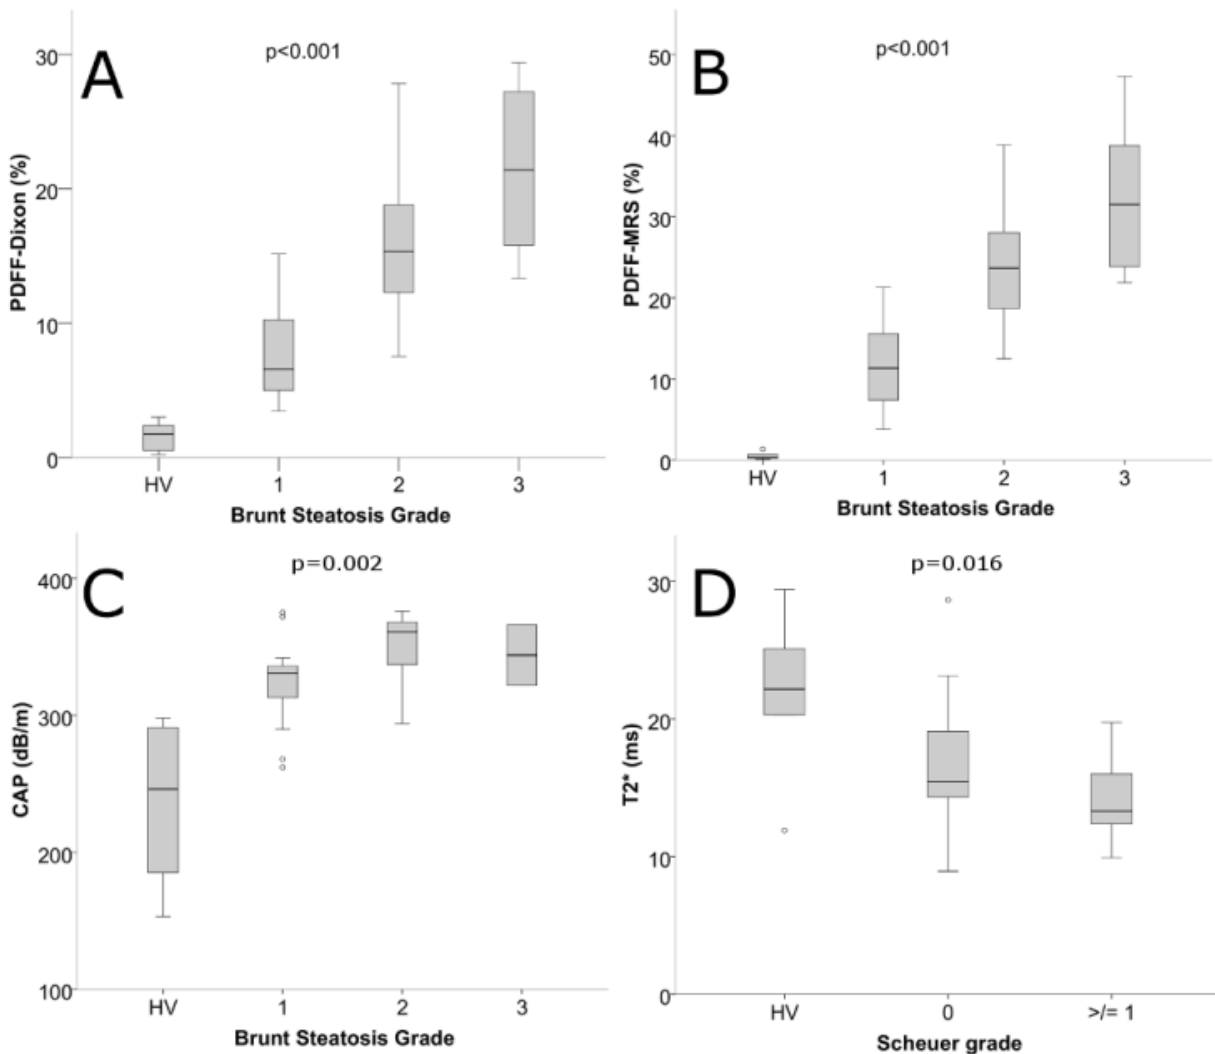 A
p<0.001
PDFF-Dixon (%)
30
20
10
0
HV 1 2 3
Brunt Steatosis Grade
B
p<0.001
PDFF-MRS (%)
50
40
30
20
10
0
HV 1 2 3
Brunt Steatosis Grade
C
p=0.002
CAP (dB/m)
400
300
200
100
HV 1 2 3
Brunt Steatosis Grade
D
p=0.016
T2* (ms)
30
20
10
0
HV 0 >/= 1
Scheuer grade